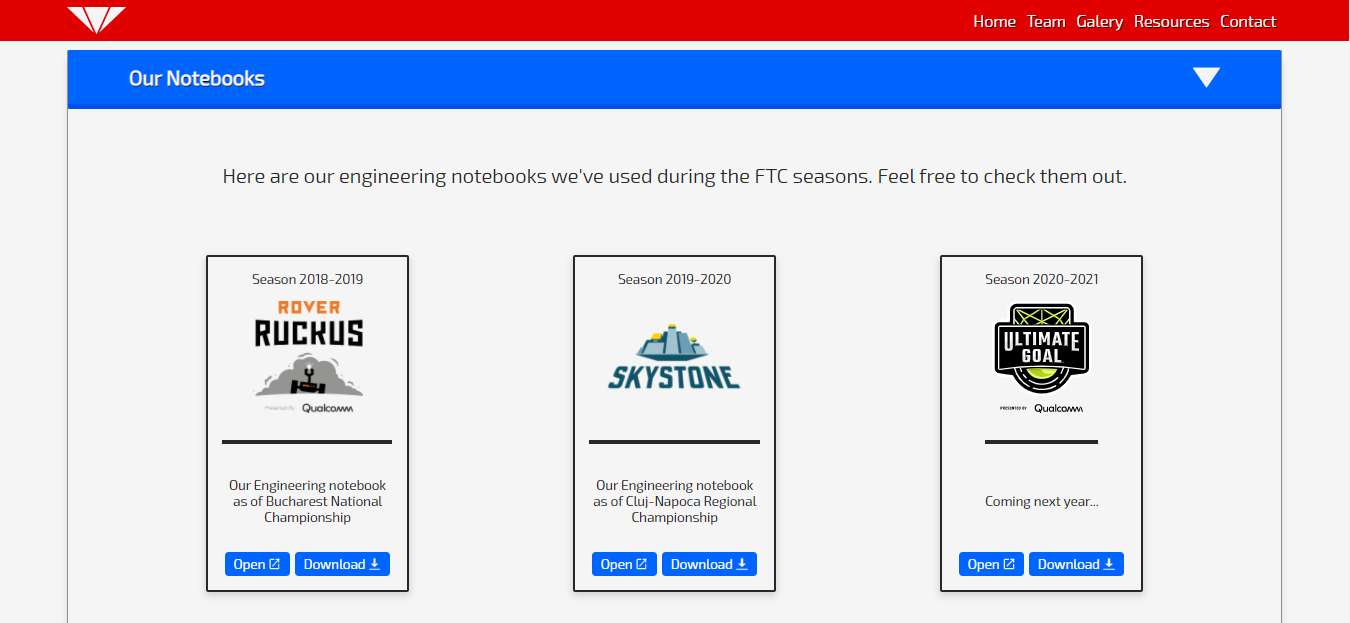 Home Team Galery Resources Contact
Our Notebooks
Here are our engineering notebooks we've used during the FTC seasons. Feel free to check them out.
Season 2018-2019
ROVER
RUCKUS
Presented By Qualcomm
Our Engineering notebook
as of Bucharest National
Championship
Open Download
Season 2019-2020
SKYSTONE
Our Engineering notebook
as of Cluj-Napoca Regional
Championship
Open Download
Season 2020-2021
ULTIMATE
GOAL
PRESENTED BY Qualcomm
Coming next year...
Open Download